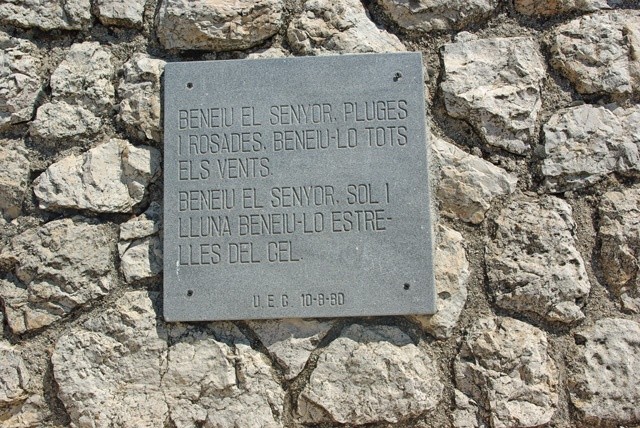 BENEIU EL SENYOR, PLUGES
I ROSADES. BENEIU-LO TOTS
ELS VENTS.
BENEIU EL SENYOR, SOL I
LLUNA BENEIU-LO ESTRE-
LLES DEL CEL.
U.E.C. 10-8-80